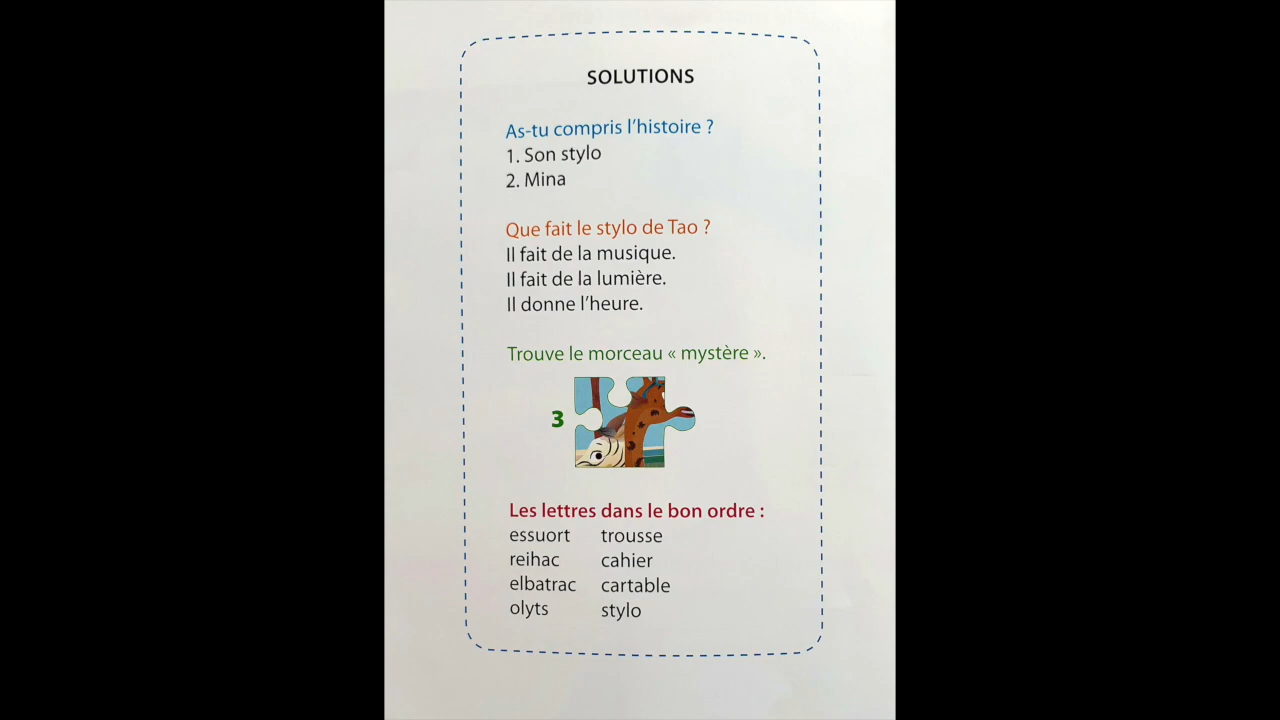 SOLUTIONS
As-tu compris l'histoire ?
1. Son stylo
2. Mina
Que fait le stylo de Tao ?
Il fait de la musique.
Il fait de la lumière.
Il donne l'heure.
Trouve le morceau « mystère ».
3
Les lettres dans le bon ordre :
essuort trousse
reihac cahier
elbatrac cartable
olyts stylo